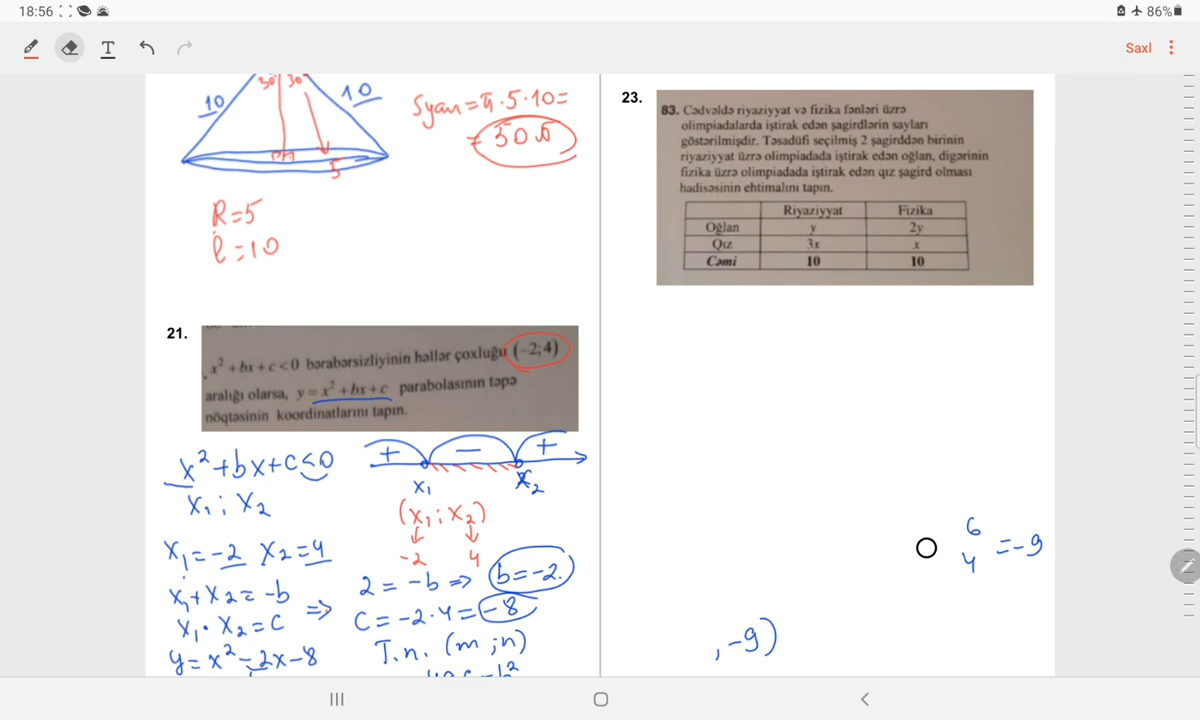 18:56
86%
T
Saxl
30° 30°
10
10
5
Syan = π · 5 · 10 =
= 50π
R=5
l=10
21.
x² + bx + c < 0 bərabərsizliyinin həllər çoxluğu (−2;4)
aralığı olarsa, y = x² + bx + c parabolasının təpə
nöqtəsinin koordinatlarını tapın.
x²+bx+c<0
+ − +
x₁ x₂
x₁ ; x₂
(x₁ ; x₂)
-2 4
x₁=-2 x₂=4
x₁+x₂=-b
x₁·x₂=c
=>
2 = -b => b=-2.
c = -2·4 = -8
T.n. (m ;n)
y=x²-2x-8
23.
83. Cədvəldə riyaziyyat və fizika fənləri üzrə
olimpiadalarda iştirak edən şagirdlərin sayları
göstərilmişdir. Təsadüfi seçilmiş 2 şagirddən birinin
riyaziyyat üzrə olimpiadada iştirak edən oğlan, digərinin
fizika üzrə olimpiadada iştirak edən qız şagird olması
hadisəsinin ehtimalını tapın.
Riyaziyyat Fizika
Oğlan y 2y
Qız 3x x
Cəmi 10 10
6
4 =-9
,-9)